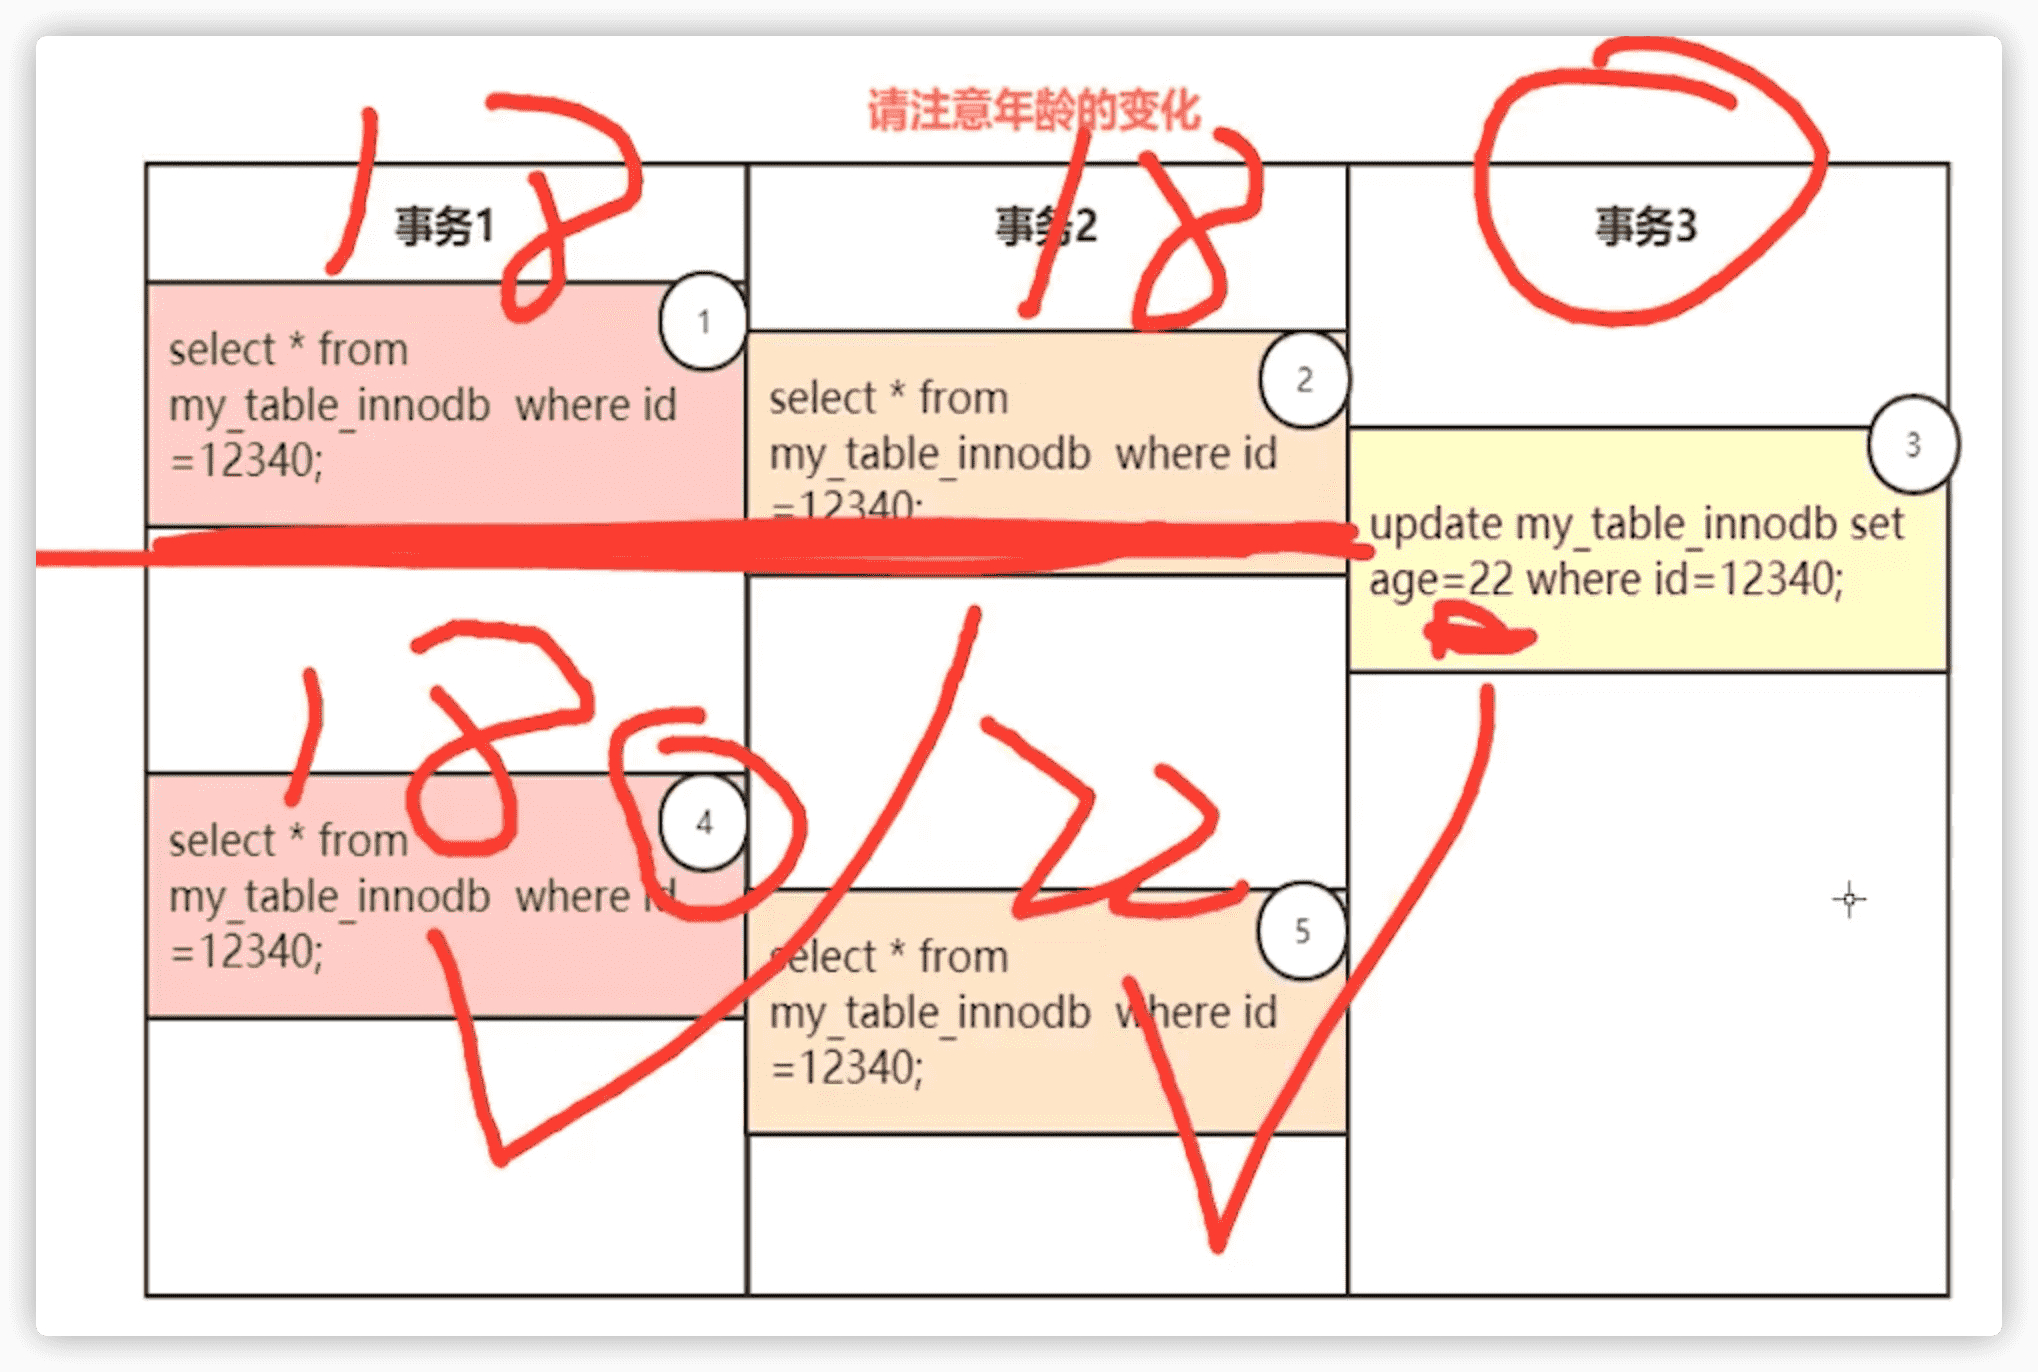 请注意年龄的变化
18
18
事务1
事务2
事务3
1
select * from
my_table_innodb where id
=12340;
2
select * from
my_table_innodb where id
=12340;
3
update my_table_innodb set
age=22 where id=12340;
18
4
select * from
my_table_innodb where id
=12340;
22
5
select * from
my_table_innodb where id
=12340;